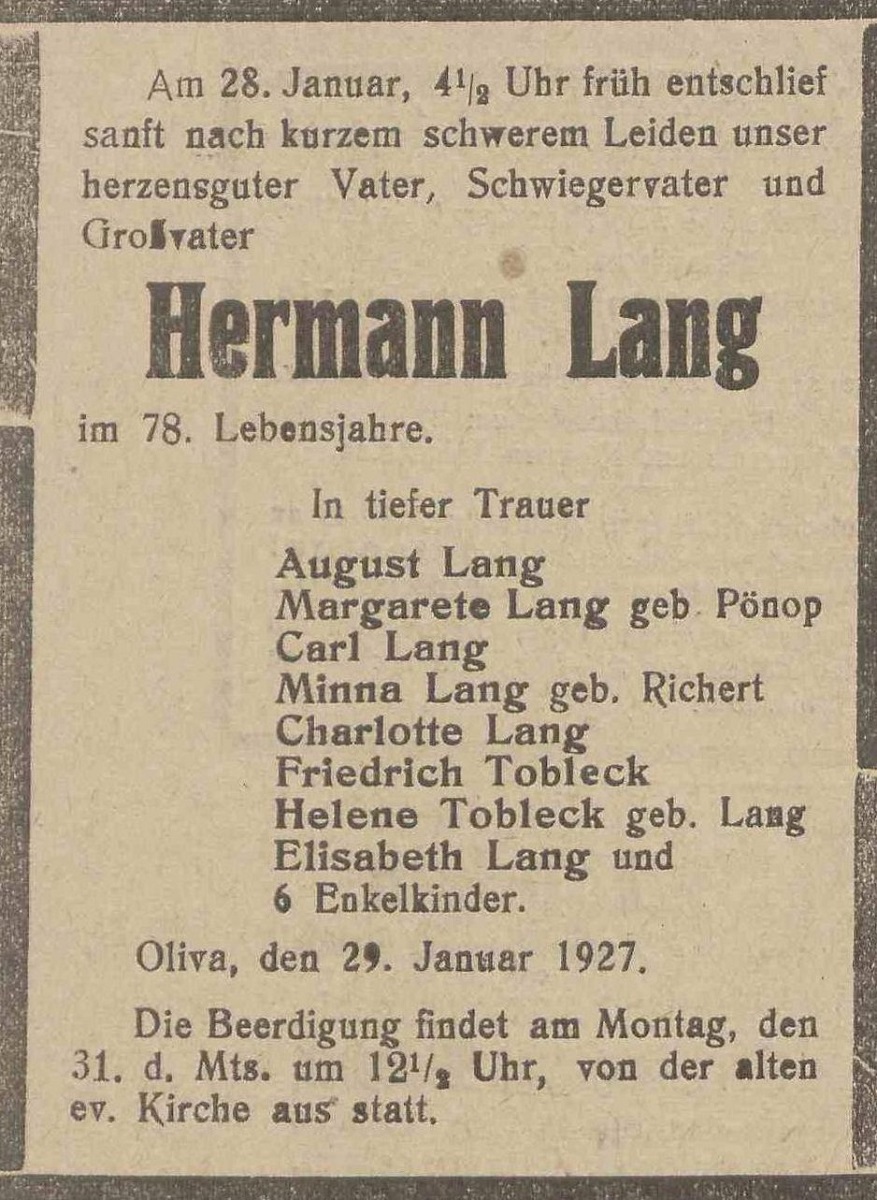 Am 28. Januar, 4½ Uhr früh entschlief
sanft nach kurzem schwerem Leiden unser
herzensguter Vater, Schwiegervater und
Großvater
Hermann Lang
im 78. Lebensjahre.
In tiefer Trauer
August Lang
Margarete Lang geb. Pönop
Carl Lang
Minna Lang geb. Richert
Charlotte Lang
Friedrich Tobleck
Helene Tobleck geb. Lang
Elisabeth Lang und
6 Enkelkinder.
Oliva, den 29. Januar 1927.
Die Beerdigung findet am Montag, den
31. d. Mts. um 12½ Uhr, von der alten
ev. Kirche aus statt.